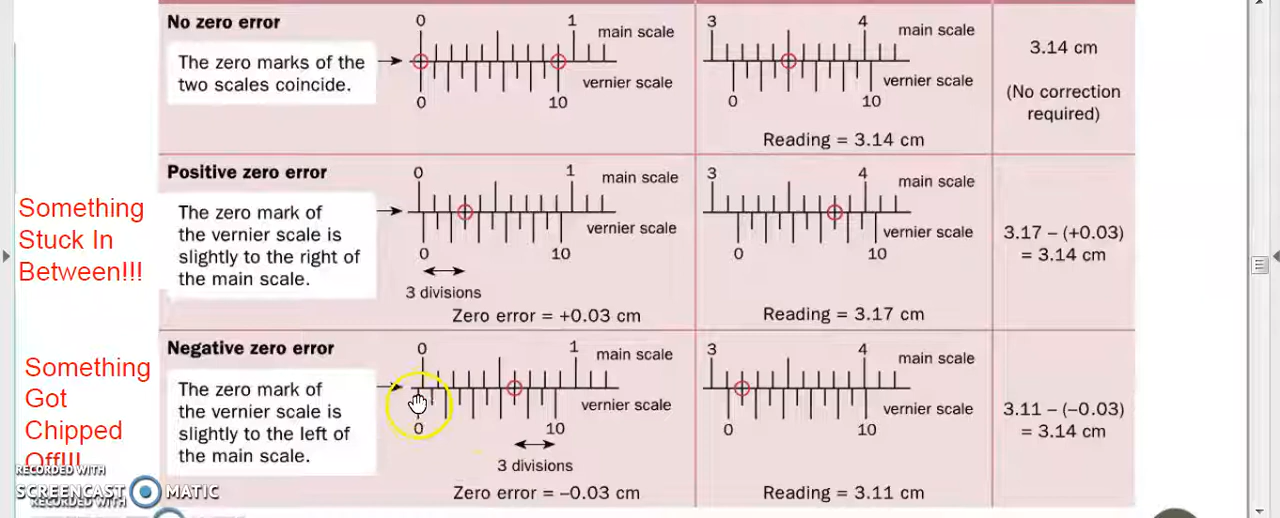 No zero error
The zero marks of the
two scales coincide.
0 1
main scale
vernier scale
0 10
3 4
main scale
vernier scale
0 10
Reading = 3.14 cm
3.14 cm
(No correction
required)
Something
Stuck In
Between!!!
Positive zero error
The zero mark of
the vernier scale is
slightly to the right of
the main scale.
0 1
main scale
vernier scale
0 10
3 divisions
Zero error = +0.03 cm
3 4
main scale
vernier scale
0 10
Reading = 3.17 cm
3.17 – (+0.03)
= 3.14 cm
Something
Got
Chipped
Off!!!
Negative zero error
The zero mark of
the vernier scale is
slightly to the left of
the main scale.
0 1
main scale
vernier scale
0 10
3 divisions
Zero error = –0.03 cm
3 4
main scale
vernier scale
0 10
Reading = 3.11 cm
3.11 – (–0.03)
= 3.14 cm
RECORDED WITH
SCREENCAST MATIC
RECORDED WITH